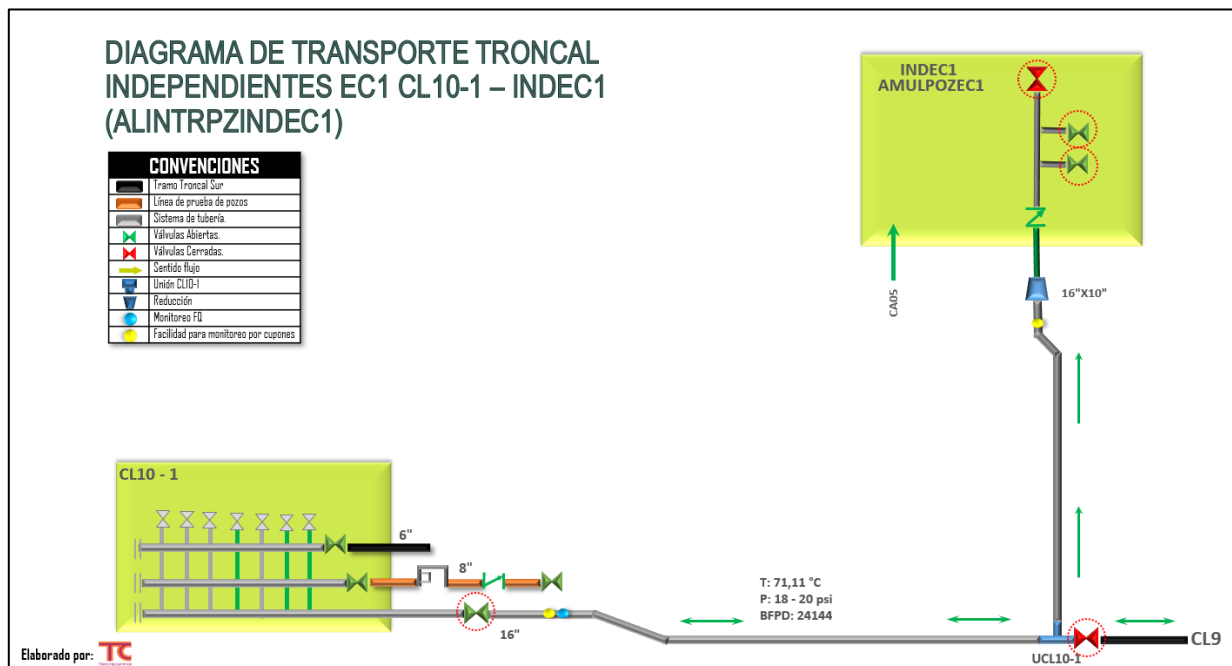 DIAGRAMA DE TRANSPORTE TRONCAL
INDEPENDIENTES EC1 CL10-1 – INDEC1
(ALINTRPZINDEC1)
CONVENCIONES
Tramo Troncal Sur
Línea de prueba de pozos
Sistema de tubería.
Válvulas Abiertas.
Válvulas Cerradas.
Sentido flujo
Unión CL10-1
Reducción
Monitoreo FQ
Facilidad para monitoreo por cupones
INDEC1
AMULPOZEC1
CA05
16"X10"
CL10 - 1
6"
8"
16"
T: 71,11 °C
P: 18 - 20 psi
BFPD: 24144
UCL10-1
CL9
Elaborado por:
TC